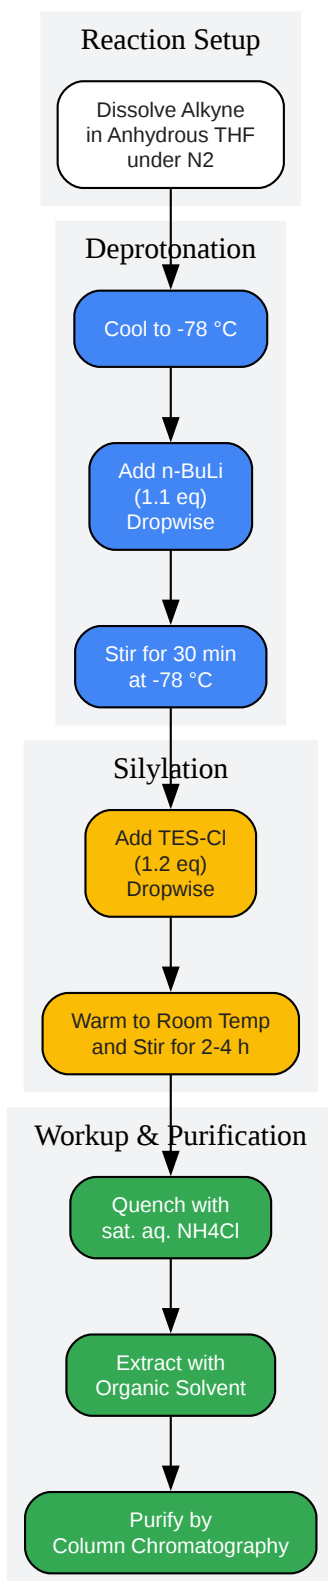 Reaction Setup
Dissolve Alkyne
in Anhydrous THF
under N2
Deprotonation
Cool to -78 °C
Add n-BuLi
(1.1 eq)
Dropwise
Stir for 30 min
at -78 °C
Silylation
Add TES-Cl
(1.2 eq)
Dropwise
Warm to Room Temp
and Stir for 2-4 h
Workup & Purification
Quench with
sat. aq. NH4Cl
Extract with
Organic Solvent
Purify by
Column Chromatography